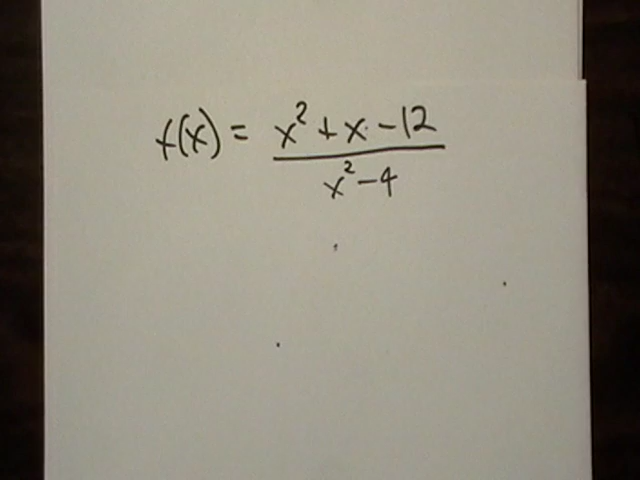 f(x) = x² + x - 12
x² - 4